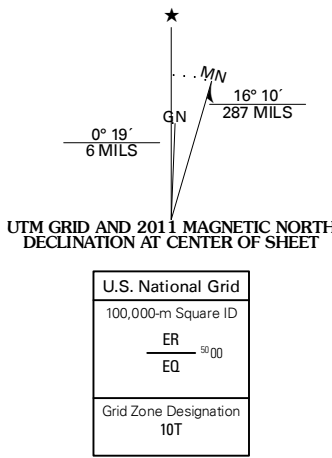 ★
MN
GN
16° 10´
287 MILS
0° 19´
6 MILS
UTM GRID AND 2011 MAGNETIC NORTH
DECLINATION AT CENTER OF SHEET
U.S. National Grid
100,000-m Square ID
ER
5000
EQ
Grid Zone Designation
10T